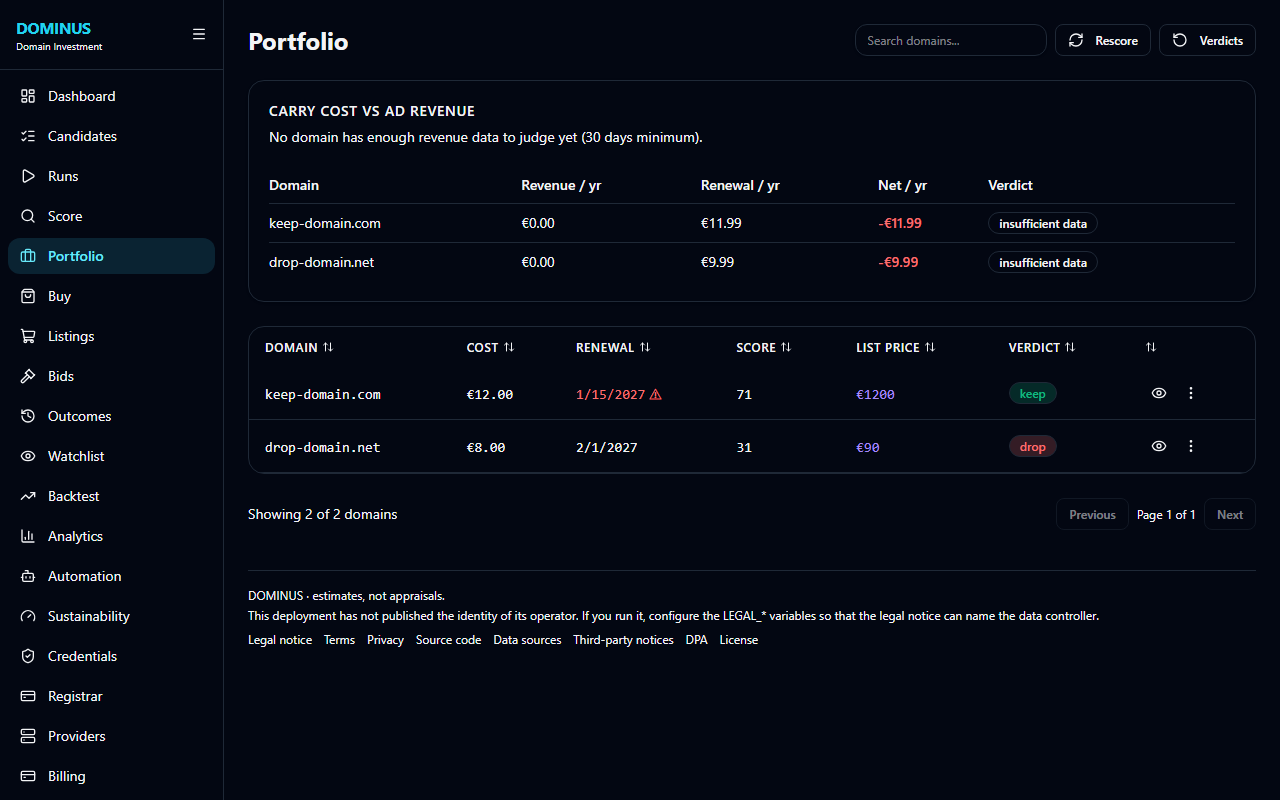 DOMINUS
Domain Investment
Dashboard
Candidates
Runs
Score
Portfolio
Buy
Listings
Bids
Outcomes
Watchlist
Backtest
Analytics
Automation
Sustainability
Credentials
Registrar
Providers
Billing
Portfolio
Search domains...
Rescore
Verdicts
CARRY COST VS AD REVENUE
No domain has enough revenue data to judge yet (30 days minimum).
Domain Revenue / yr Renewal / yr Net / yr Verdict
keep-domain.com €0.00 €11.99 -€11.99 insufficient data
drop-domain.net €0.00 €9.99 -€9.99 insufficient data
DOMAIN COST RENEWAL SCORE LIST PRICE VERDICT
keep-domain.com €12.00 1/15/2027 71 €1200 keep
drop-domain.net €8.00 2/1/2027 31 €90 drop
Showing 2 of 2 domains
Previous Page 1 of 1 Next
DOMINUS · estimates, not appraisals.
This deployment has not published the identity of its operator. If you run it, configure the LEGAL_* variables so that the legal notice can name the data controller.
Legal notice Terms Privacy Source code Data sources Third-party notices DPA License